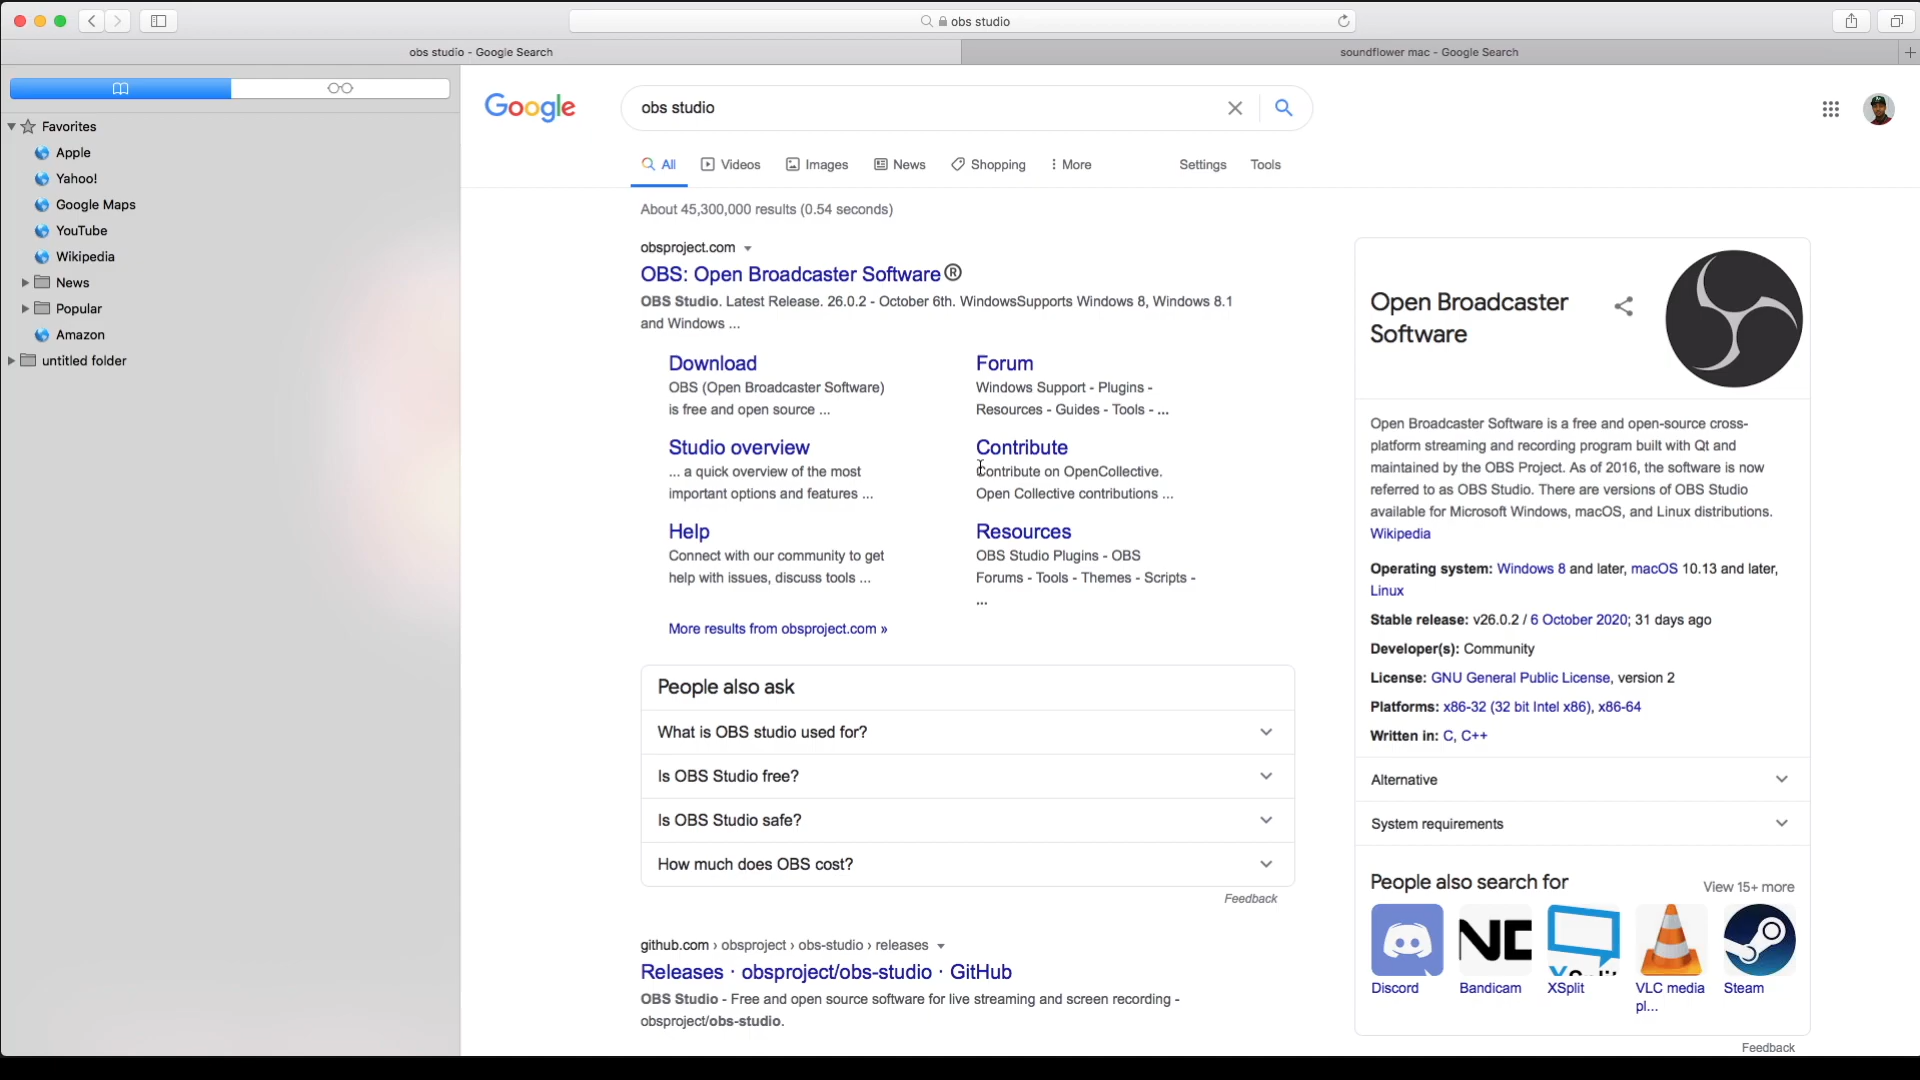 obs studio
obs studio - Google Search
soundflower mac - Google Search
Favorites
Apple
Yahoo!
Google Maps
YouTube
Wikipedia
News
Popular
Amazon
untitled folder
Google
obs studio
All
Videos
Images
News
Shopping
More
Settings
Tools
About 45,300,000 results (0.54 seconds)
obsproject.com
OBS: Open Broadcaster Software®
OBS Studio. Latest Release. 26.0.2 - October 6th. WindowsSupports Windows 8, Windows 8.1
and Windows ...
Download
OBS (Open Broadcaster Software)
is free and open source ...
Forum
Windows Support - Plugins -
Resources - Guides - Tools - ...
Studio overview
... a quick overview of the most
important options and features ...
Contribute
Contribute on OpenCollective.
Open Collective contributions ...
Help
Connect with our community to get
help with issues, discuss tools ...
Resources
OBS Studio Plugins - OBS
Forums - Tools - Themes - Scripts -
...
More results from obsproject.com »
People also ask
What is OBS studio used for?
Is OBS Studio free?
Is OBS Studio safe?
How much does OBS cost?
Feedback
github.com › obsproject › obs-studio › releases
Releases · obsproject/obs-studio · GitHub
OBS Studio - Free and open source software for live streaming and screen recording -
obsproject/obs-studio.
Open Broadcaster
Software
Open Broadcaster Software is a free and open-source cross-
platform streaming and recording program built with Qt and
maintained by the OBS Project. As of 2016, the software is now
referred to as OBS Studio. There are versions of OBS Studio
available for Microsoft Windows, macOS, and Linux distributions.
Wikipedia
Operating system: Windows 8 and later, macOS 10.13 and later,
Linux
Stable release: v26.0.2 / 6 October 2020; 31 days ago
Developer(s): Community
License: GNU General Public License, version 2
Platforms: x86-32 (32 bit Intel x86), x86-64
Written in: C, C++
Alternative
System requirements
People also search for
View 15+ more
NC
XSplit
Discord
Bandicam
XSplit
VLC media
pl...
Steam
Feedback